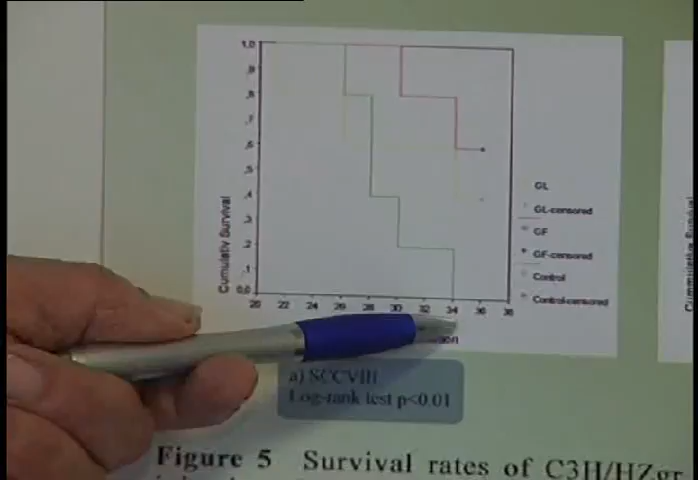 1,0
,9
,8
,7
,6
,5
,4
,3
,2
,1
0,0
Cumulativ Survival
20 22 24 26 28 30 32 34 36 38
GL
GL-censored
GF
GF-censored
Control
Control-censored
a) SCCVIII
Log-rank test p<0.01
Figure 5 Survival rates of C3H/HZgr